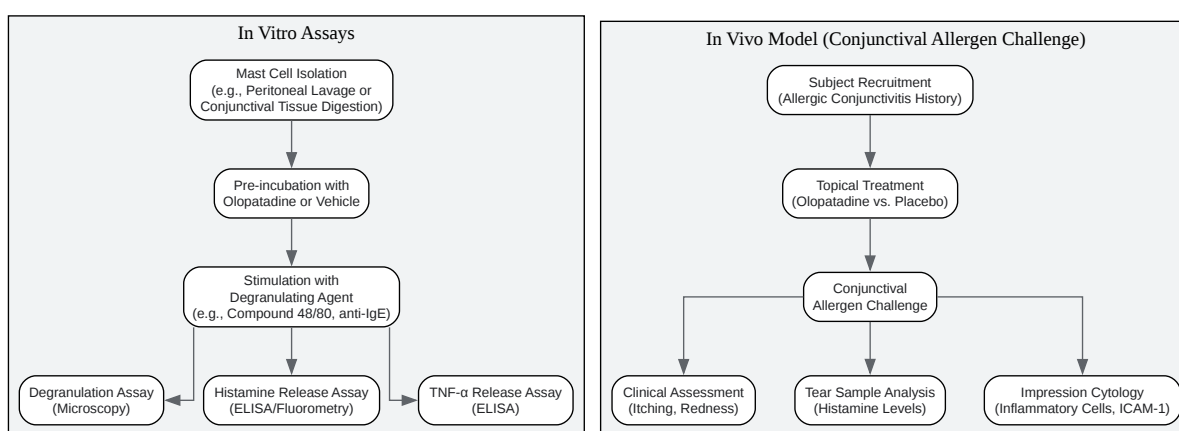 In Vitro Assays
Mast Cell Isolation
(e.g., Peritoneal Lavage or
Conjunctival Tissue Digestion)
Pre-incubation with
Olopatadine or Vehicle
Stimulation with
Degranulating Agent
(e.g., Compound 48/80, anti-IgE)
Degranulation Assay
(Microscopy)
Histamine Release Assay
(ELISA/Fluorometry)
TNF-α Release Assay
(ELISA)
In Vivo Model (Conjunctival Allergen Challenge)
Subject Recruitment
(Allergic Conjunctivitis History)
Topical Treatment
(Olopatadine vs. Placebo)
Conjunctival
Allergen Challenge
Clinical Assessment
(Itching, Redness)
Tear Sample Analysis
(Histamine Levels)
Impression Cytology
(Inflammatory Cells, ICAM-1)